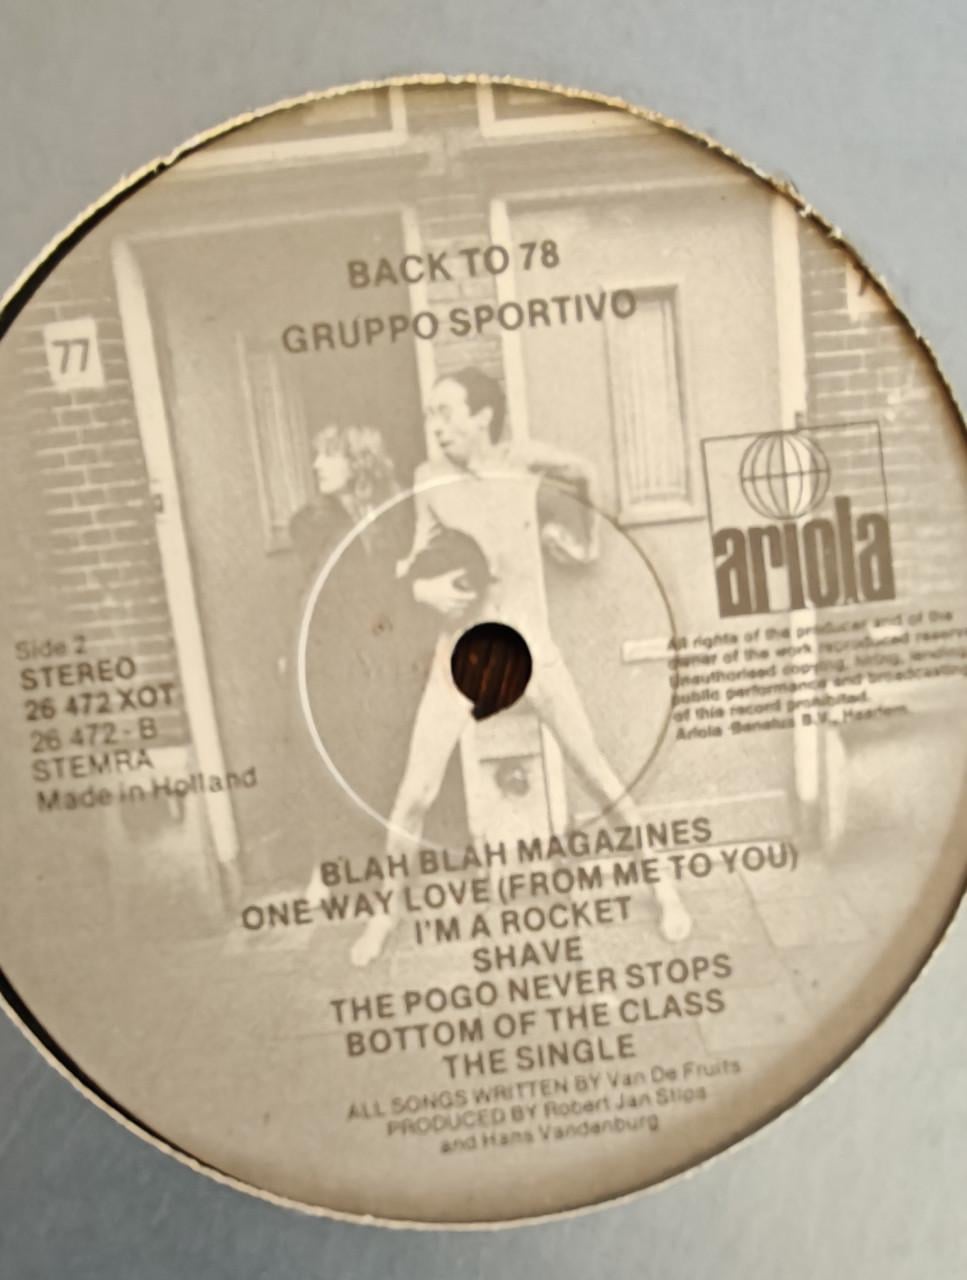 BACK TO 78
GRUPPO SPORTIVO
77
ariola
All rights of the producer and of the
owner of the work reproduced reserv
Unauthorised copying, hiring, lending
public performance and broadcasting
of this record prohibited.
Ariola-Benelux B.V., Haarlem.
Side 2
STEREO
26 472 XOT
26 472 - B
STEMRA
Made in Holland
BLAH BLAH MAGAZINES
ONE WAY LOVE (FROM ME TO YOU)
I'M A ROCKET
SHAVE
THE POGO NEVER STOPS
BOTTOM OF THE CLASS
THE SINGLE
ALL SONGS WRITTEN BY Van De Fruits
PRODUCED BY Robert Jan Stips
and Hans Vandenburg